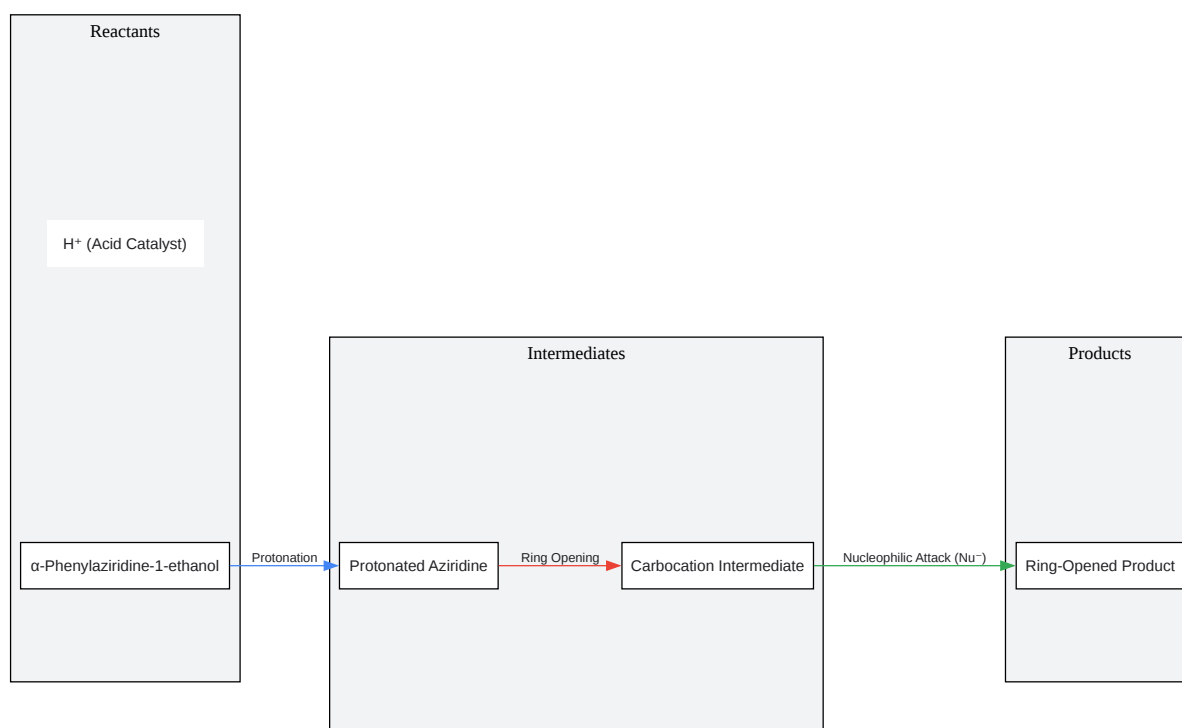 Reactants
H⁺ (Acid Catalyst)
Intermediates
Products
α-Phenylaziridine-1-ethanol
Protonation
Protonated Aziridine
Ring Opening
Carbocation Intermediate
Nucleophilic Attack (Nu⁻)
Ring-Opened Product